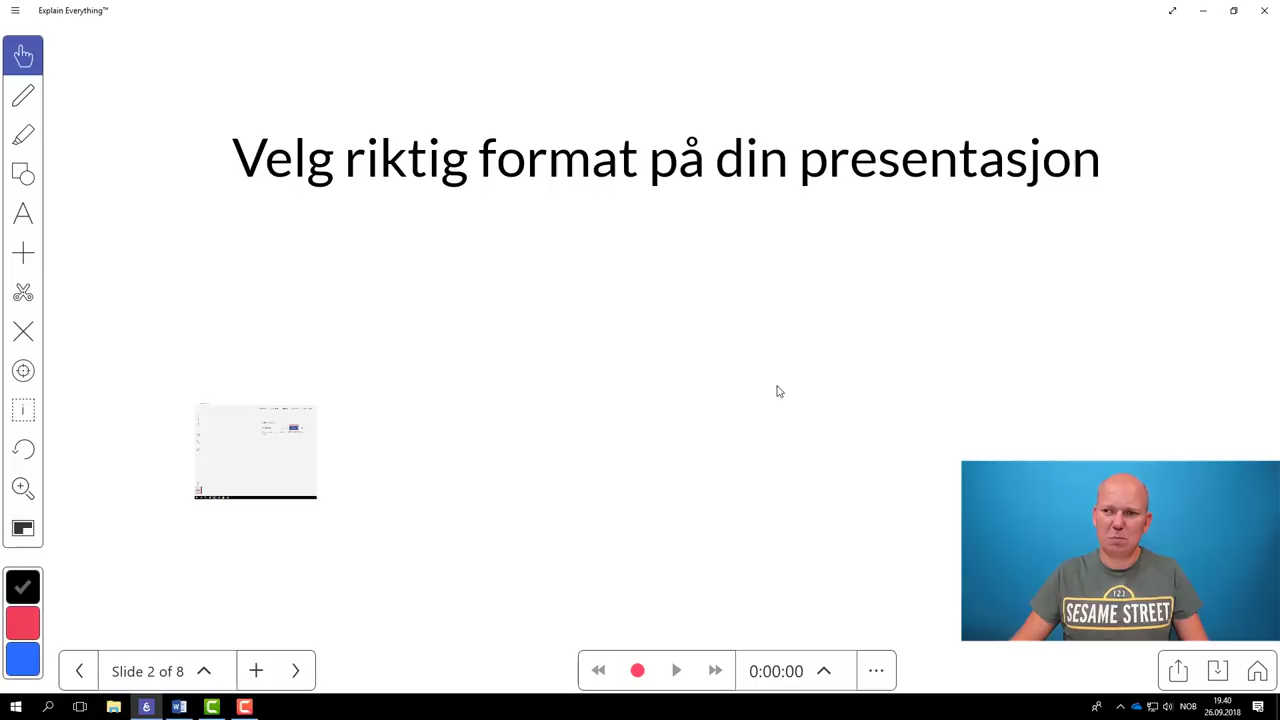 Explain Everything™
Velg riktig format på din presentasjon
123
SESAME STREET
Slide 2 of 8
0:00:00
NOB
19.40
26.09.2018